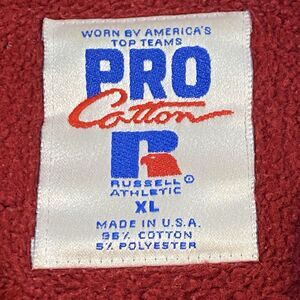 WORN BY AMERICA'S
TOP TEAMS
PRO
Cotton
R
RUSSELL ®
ATHLETIC
XL
MADE IN U.S.A.
95% COTTON
5% POLYESTER